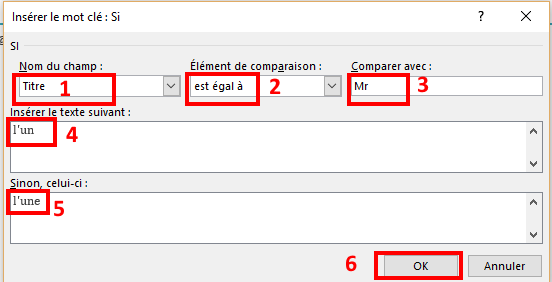 Insérer le mot clé : Si
SI
Nom du champ : Élément de comparaison : Comparer avec :
Titre 1 est égal à 2 Mr 3
Insérer le texte suivant :
l'un 4
Sinon, celui-ci :
l'une 5
6 OK Annuler